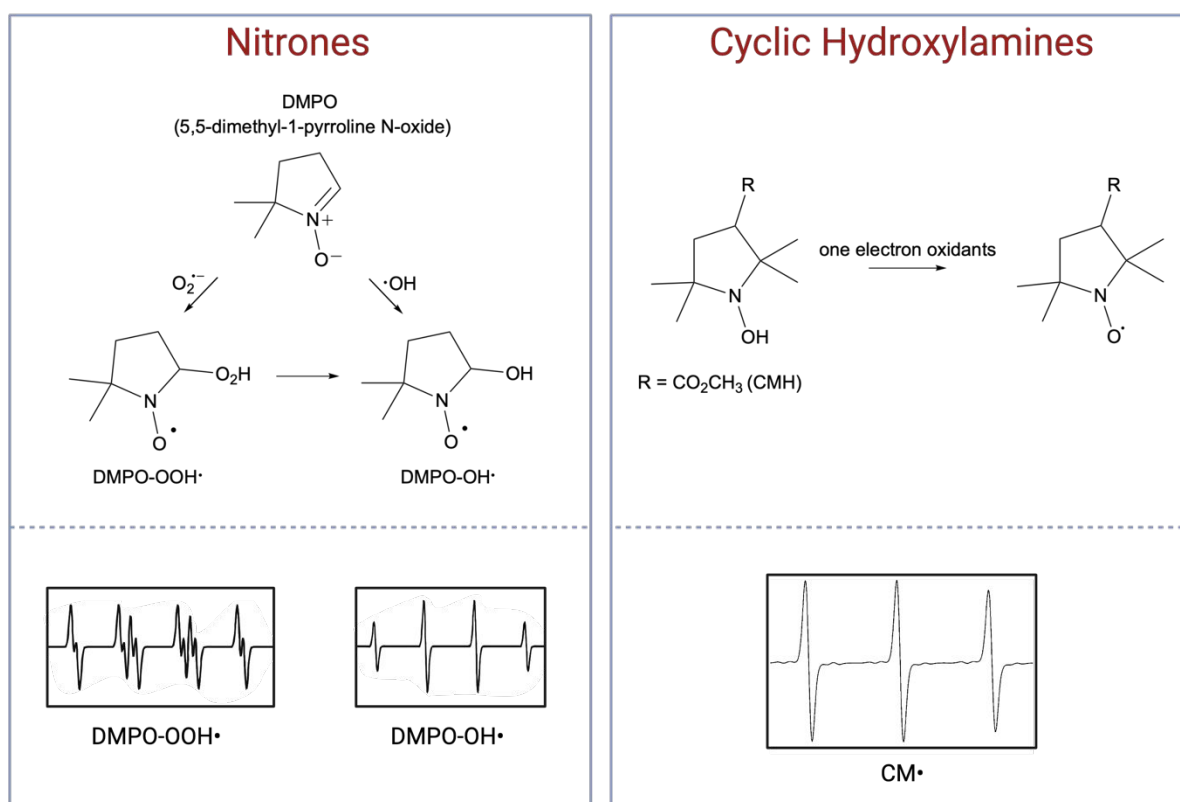 Nitrones
DMPO
(5,5-dimethyl-1-pyrroline N-oxide)
N+
O−
O₂•−
·OH
O₂H
N
O•
DMPO-OOH·
OH
N
O•
DMPO-OH·
DMPO-OOH•
DMPO-OH•
Cyclic Hydroxylamines
R
N
OH
one electron oxidants
R
N
O•
R = CO₂CH₃ (CMH)
CM•